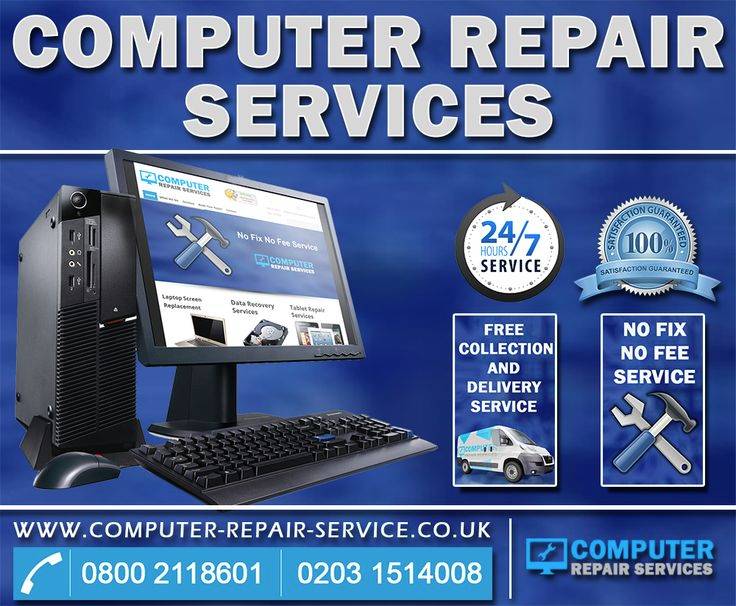 COMPUTER REPAIR
SERVICES
COMPUTER
REPAIR SERVICES
No Fix No Fee Service
COMPUTER
REPAIR SERVICES
Laptop Screen
Replacement
Data Recovery
Services
Tablet Repair
Services
24/7
HOURS
SERVICE
SATISFACTION GUARANTEED
100%
SATISFACTION GUARANTEED
FREE
COLLECTION
AND
DELIVERY
SERVICE
COMPUTER
NO FIX
NO FEE
SERVICE
WWW.COMPUTER-REPAIR-SERVICE.CO.UK
0800 2118601
0203 1514008
COMPUTER
REPAIR SERVICES